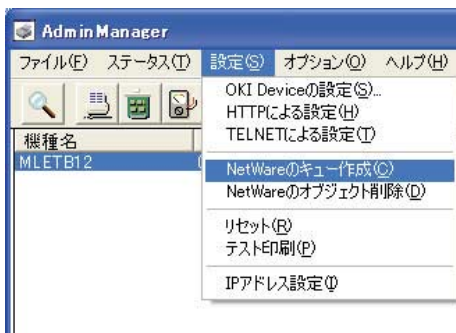 AdminManager
ファイル(F) ステータス(T) 設定(S) オプション(O) ヘルプ(H)
OKI Deviceの設定(S)...
HTTPによる設定(H)
TELNETによる設定(T)
機種名
MLETB12
NetWareのキュー作成(C)
NetWareのオブジェクト削除(D)
リセット(R)
テスト印刷(P)
IPアドレス設定(I)